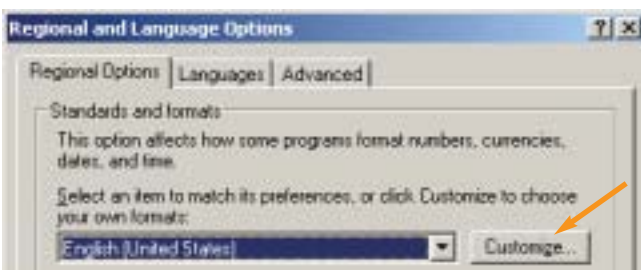 Regional and Language Options
Regional Options Languages Advanced
Standards and formats
This option affects how some programs format numbers, currencies,
dates, and time.
Select an item to match its preferences, or click Customize to choose
your own formats:
English (United States) Customize...